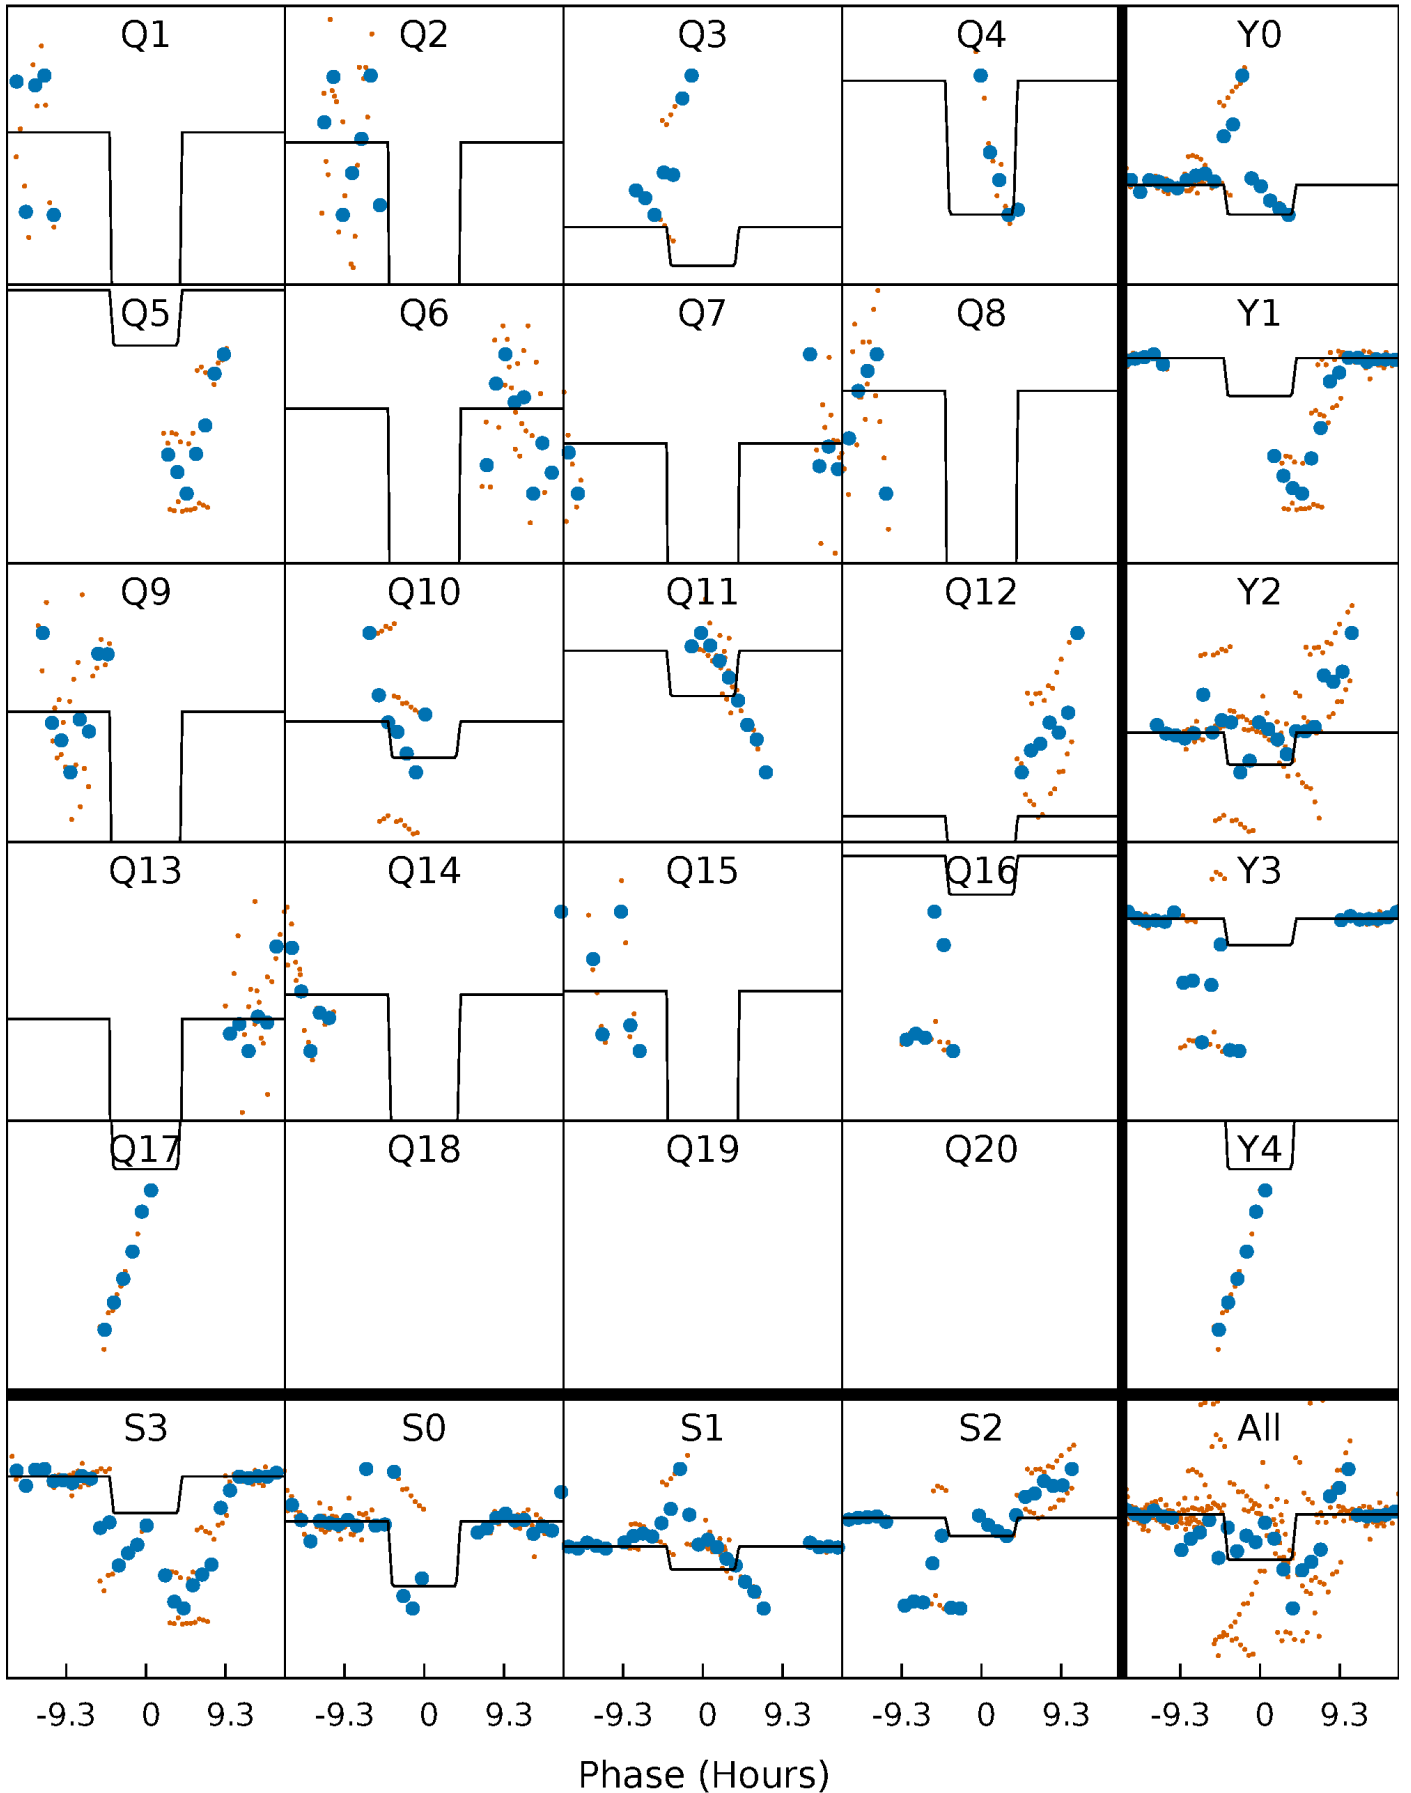 Q1 Q2 Q3 Q4 Y0
Q5 Q6 Q7 Q8 Y1
Q9 Q10 Q11 Q12 Y2
Q13 Q14 Q15 Q16 Y3
Q17 Q18 Q19 Q20 Y4
S3 S0 S1 S2 All
-9.3 0 9.3 -9.3 0 9.3 -9.3 0 9.3 -9.3 0 9.3 -9.3 0 9.3
Phase (Hours)